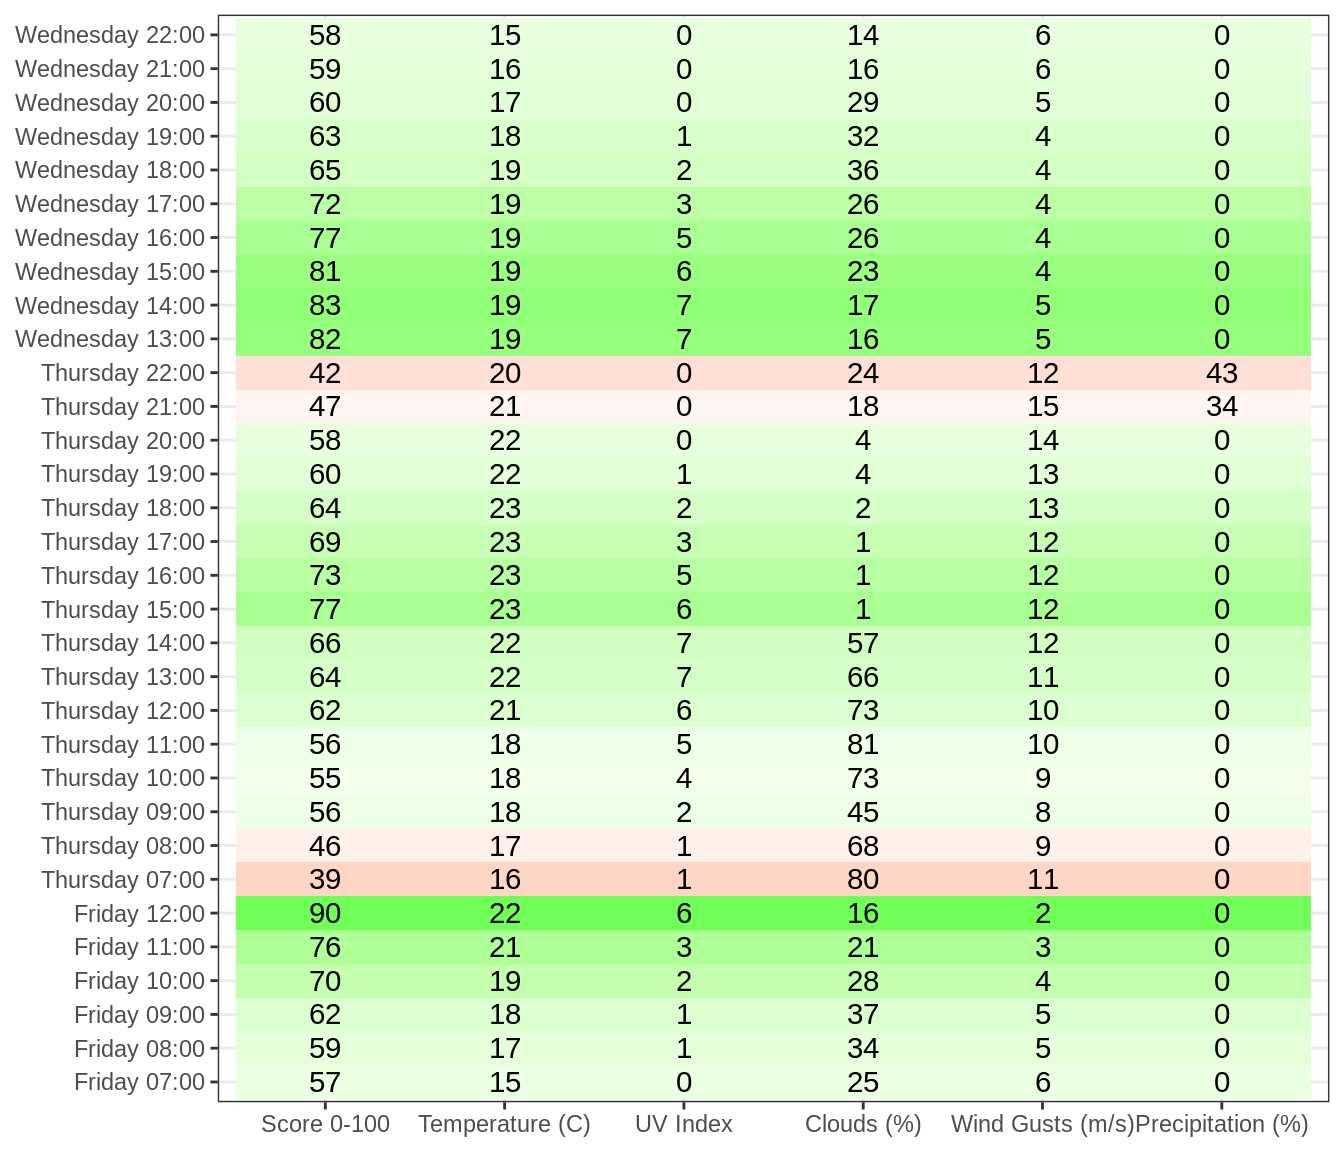 Wednesday 22:00 58 15 0 14 6 0
Wednesday 21:00 59 16 0 16 6 0
Wednesday 20:00 60 17 0 29 5 0
Wednesday 19:00 63 18 1 32 4 0
Wednesday 18:00 65 19 2 36 4 0
Wednesday 17:00 72 19 3 26 4 0
Wednesday 16:00 77 19 5 26 4 0
Wednesday 15:00 81 19 6 23 4 0
Wednesday 14:00 83 19 7 17 5 0
Wednesday 13:00 82 19 7 16 5 0
Thursday 22:00 42 20 0 24 12 43
Thursday 21:00 47 21 0 18 15 34
Thursday 20:00 58 22 0 4 14 0
Thursday 19:00 60 22 1 4 13 0
Thursday 18:00 64 23 2 2 13 0
Thursday 17:00 69 23 3 1 12 0
Thursday 16:00 73 23 5 1 12 0
Thursday 15:00 77 23 6 1 12 0
Thursday 14:00 66 22 7 57 12 0
Thursday 13:00 64 22 7 66 11 0
Thursday 12:00 62 21 6 73 10 0
Thursday 11:00 56 18 5 81 10 0
Thursday 10:00 55 18 4 73 9 0
Thursday 09:00 56 18 2 45 8 0
Thursday 08:00 46 17 1 68 9 0
Thursday 07:00 39 16 1 80 11 0
Friday 12:00 90 22 6 16 2 0
Friday 11:00 76 21 3 21 3 0
Friday 10:00 70 19 2 28 4 0
Friday 09:00 62 18 1 37 5 0
Friday 08:00 59 17 1 34 5 0
Friday 07:00 57 15 0 25 6 0
Score 0-100 Temperature (C) UV Index Clouds (%) Wind Gusts (m/s) Precipitation (%)